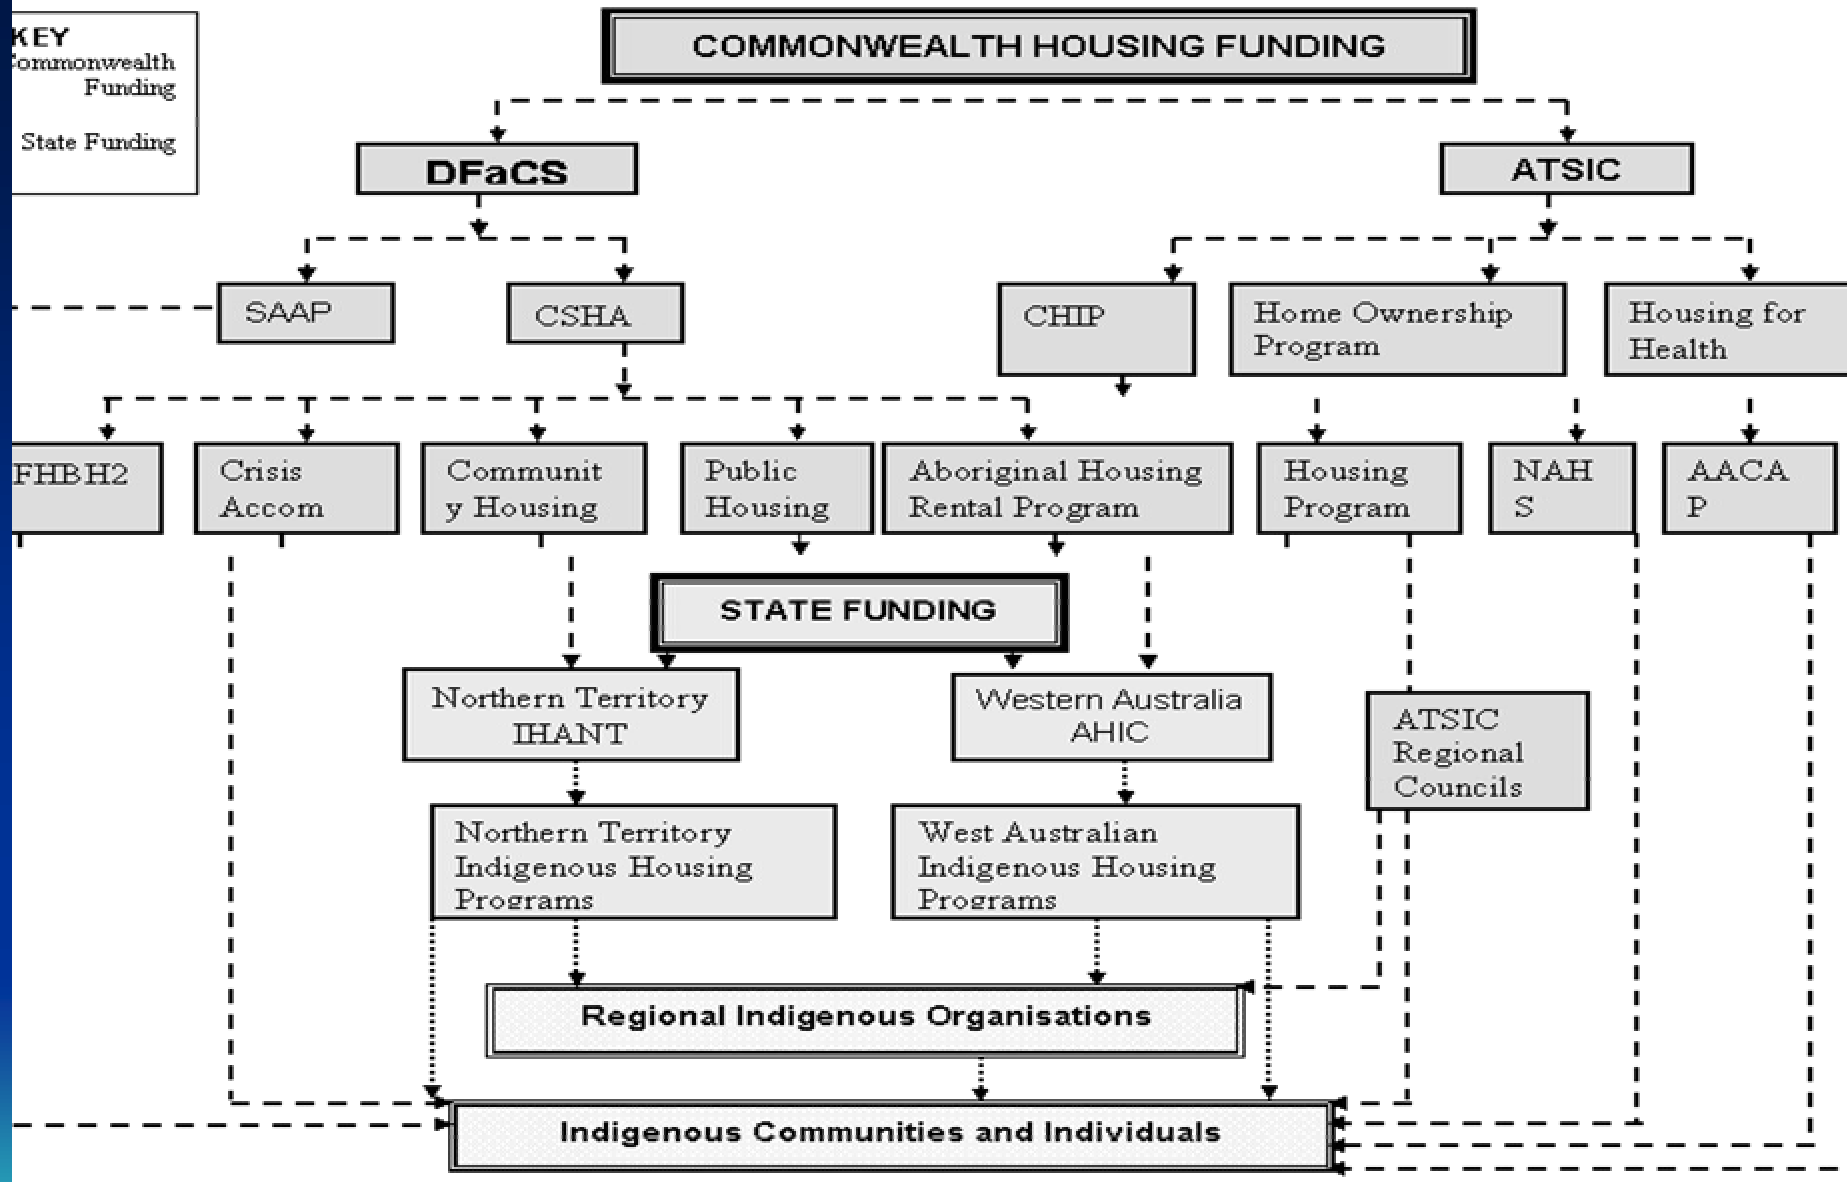 KEY
Commonwealth
Funding
State Funding
COMMONWEALTH HOUSING FUNDING
DFaCS
ATSIC
SAAP
CSHA
CHIP
Home Ownership
Program
Housing for
Health
FHBH2
Crisis
Accom
Communit
y Housing
Public
Housing
Aboriginal Housing
Rental Program
Housing
Program
NAH
S
AACA
P
STATE FUNDING
Northern Territory
IHANT
Western Australia
AHIC
ATSIC
Regional
Councils
Northern Territory
Indigenous Housing
Programs
West Australian
Indigenous Housing
Programs
Regional Indigenous Organisations
Indigenous Communities and Individuals